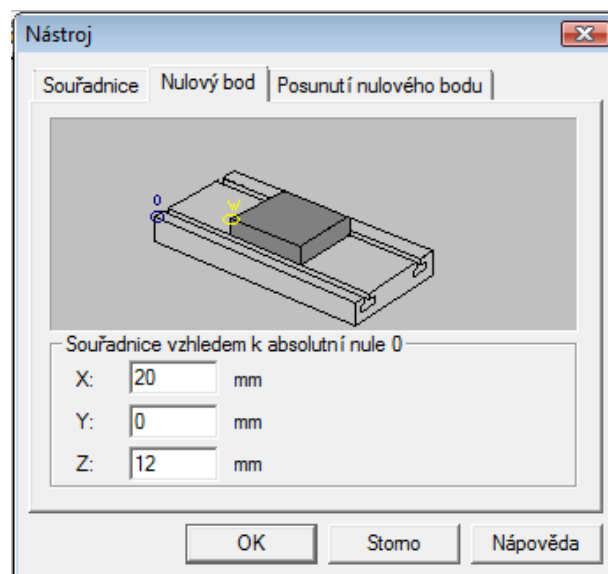 Nástroj
Souřadnice Nulový bod Posunutí nulového bodu
0
W
Souřadnice vzhledem k absolutní nule 0
X: 20 mm
Y: 0 mm
Z: 12 mm
OK Storno Nápověda